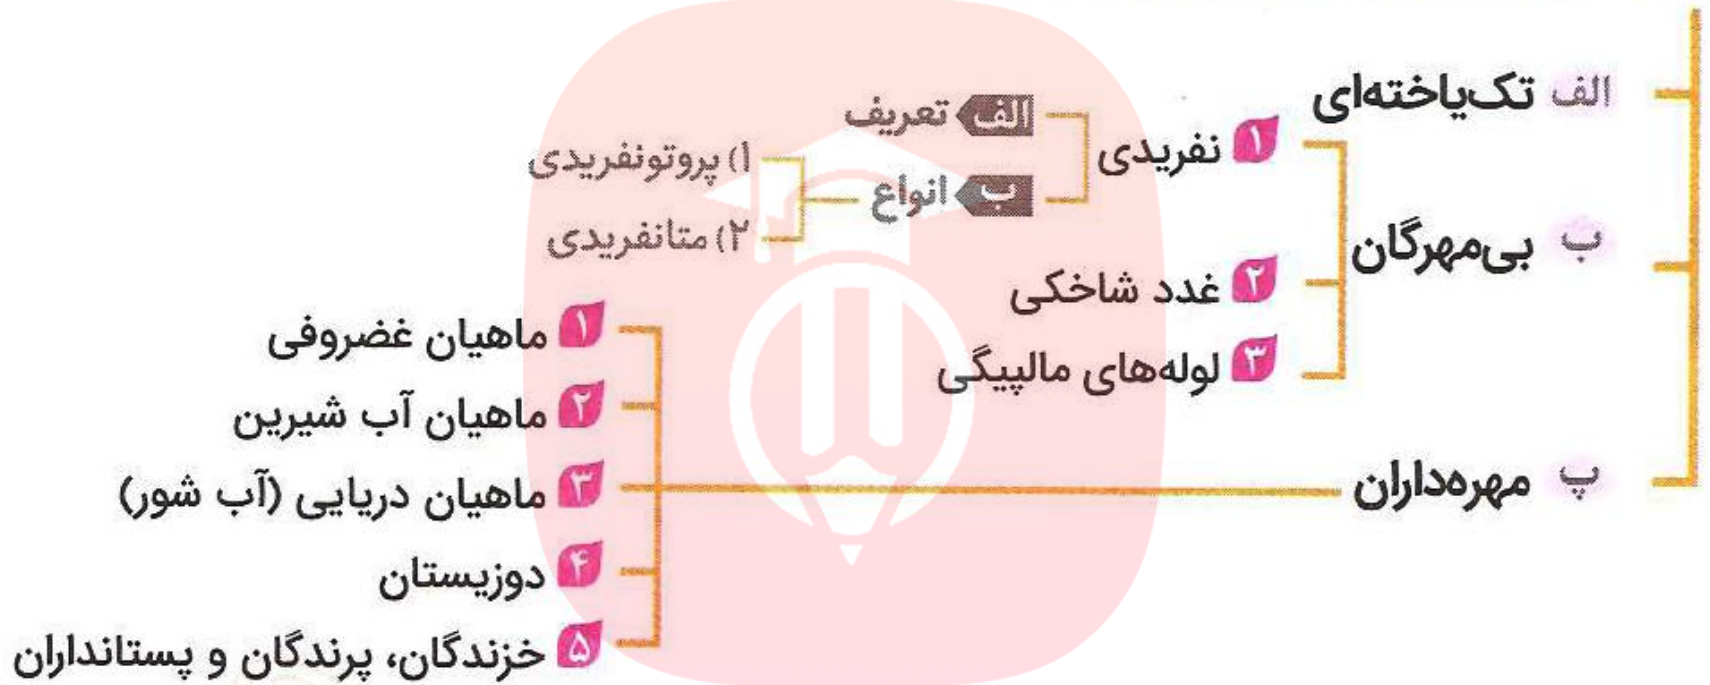 الف تک‌یاخته‌ای
ب بی‌مهرگان
۱ نفریدی
الف تعریف
ب انواع
۱) پروتونفریدی
۲) متانفریدی
۲ غدد شاخکی
۳ لوله‌های مالپیگی
پ مهره‌داران
۱ ماهیان غضروفی
۲ ماهیان آب شیرین
۳ ماهیان دریایی (آب شور)
۴ دوزیستان
۵ خزندگان، پرندگان و پستانداران